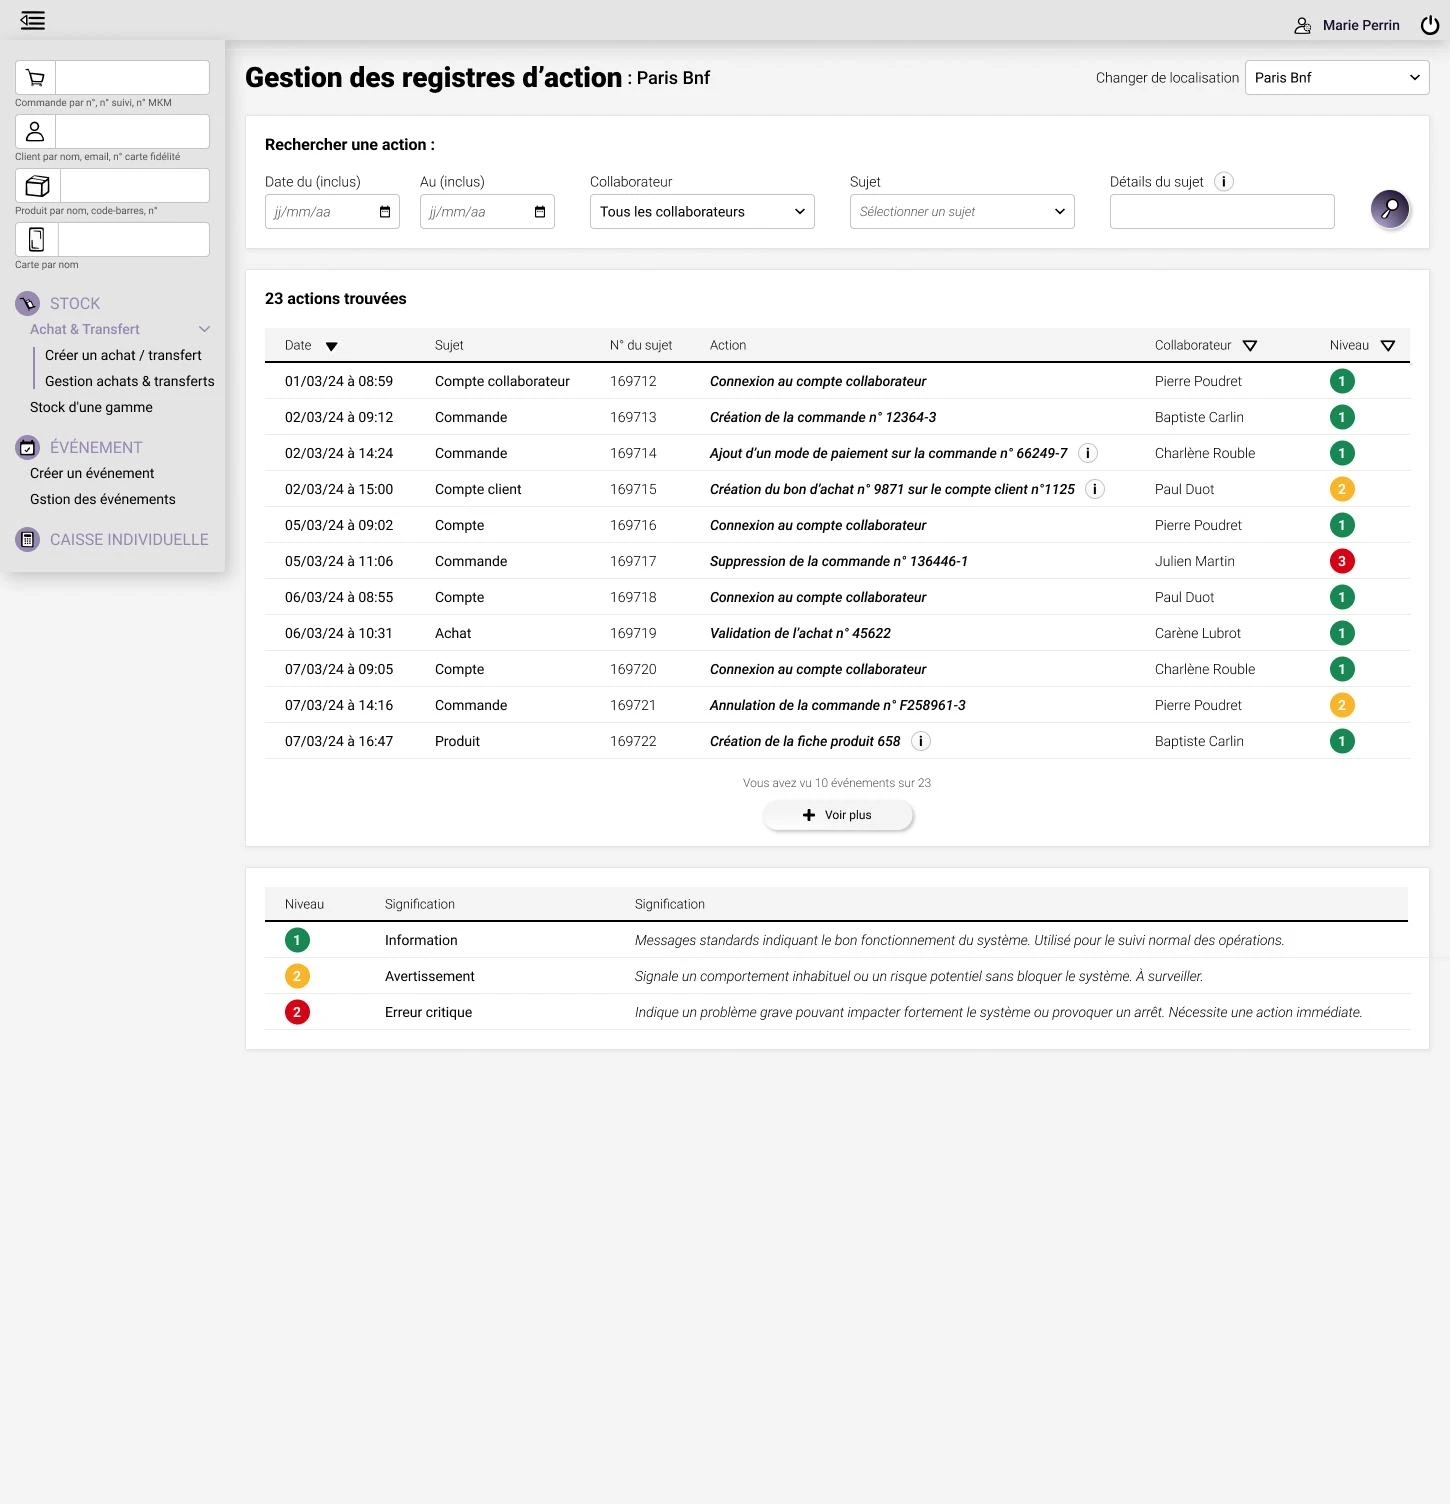 Marie Perrin
Gestion des registres d’action : Paris Bnf
Changer de localisation Paris Bnf
Commande par n°, n° suivi, n° MKM
Client par nom, email, n° carte fidélité
Produit par nom, code-barres, n°
Carte par nom
STOCK
Achat & Transfert
Créer un achat / transfert
Gestion achats & transferts
Stock d'une gamme
ÉVÉNEMENT
Créer un événement
Gstion des événements
CAISSE INDIVIDUELLE
Rechercher une action :
Date du (inclus) Au (inclus) Collaborateur Sujet Détails du sujet i
jj/mm/aa jj/mm/aa Tous les collaborateurs Sélectionner un sujet
23 actions trouvées
Date Sujet N° du sujet Action Collaborateur Niveau
01/03/24 à 08:59 Compte collaborateur 169712 Connexion au compte collaborateur Pierre Poudret 1
02/03/24 à 09:12 Commande 169713 Création de la commande n° 12364-3 Baptiste Carlin 1
02/03/24 à 14:24 Commande 169714 Ajout d’un mode de paiement sur la commande n° 66249-7 i Charlène Rouble 1
02/03/24 à 15:00 Compte client 169715 Création du bon d’achat n° 9871 sur le compte client n°1125 i Paul Duot 2
05/03/24 à 09:02 Compte 169716 Connexion au compte collaborateur Pierre Poudret 1
05/03/24 à 11:06 Commande 169717 Suppression de la commande n° 136446-1 Julien Martin 3
06/03/24 à 08:55 Compte 169718 Connexion au compte collaborateur Paul Duot 1
06/03/24 à 10:31 Achat 169719 Validation de l’achat n° 45622 Carène Lubrot 1
07/03/24 à 09:05 Compte 169720 Connexion au compte collaborateur Charlène Rouble 1
07/03/24 à 14:16 Commande 169721 Annulation de la commande n° F258961-3 Pierre Poudret 2
07/03/24 à 16:47 Produit 169722 Création de la fiche produit 658 i Baptiste Carlin 1
Vous avez vu 10 événements sur 23
Voir plus
Niveau Signification Signification
1 Information Messages standards indiquant le bon fonctionnement du système. Utilisé pour le suivi normal des opérations.
2 Avertissement Signale un comportement inhabituel ou un risque potentiel sans bloquer le système. À surveiller.
2 Erreur critique Indique un problème grave pouvant impacter fortement le système ou provoquer un arrêt. Nécessite une action immédiate.